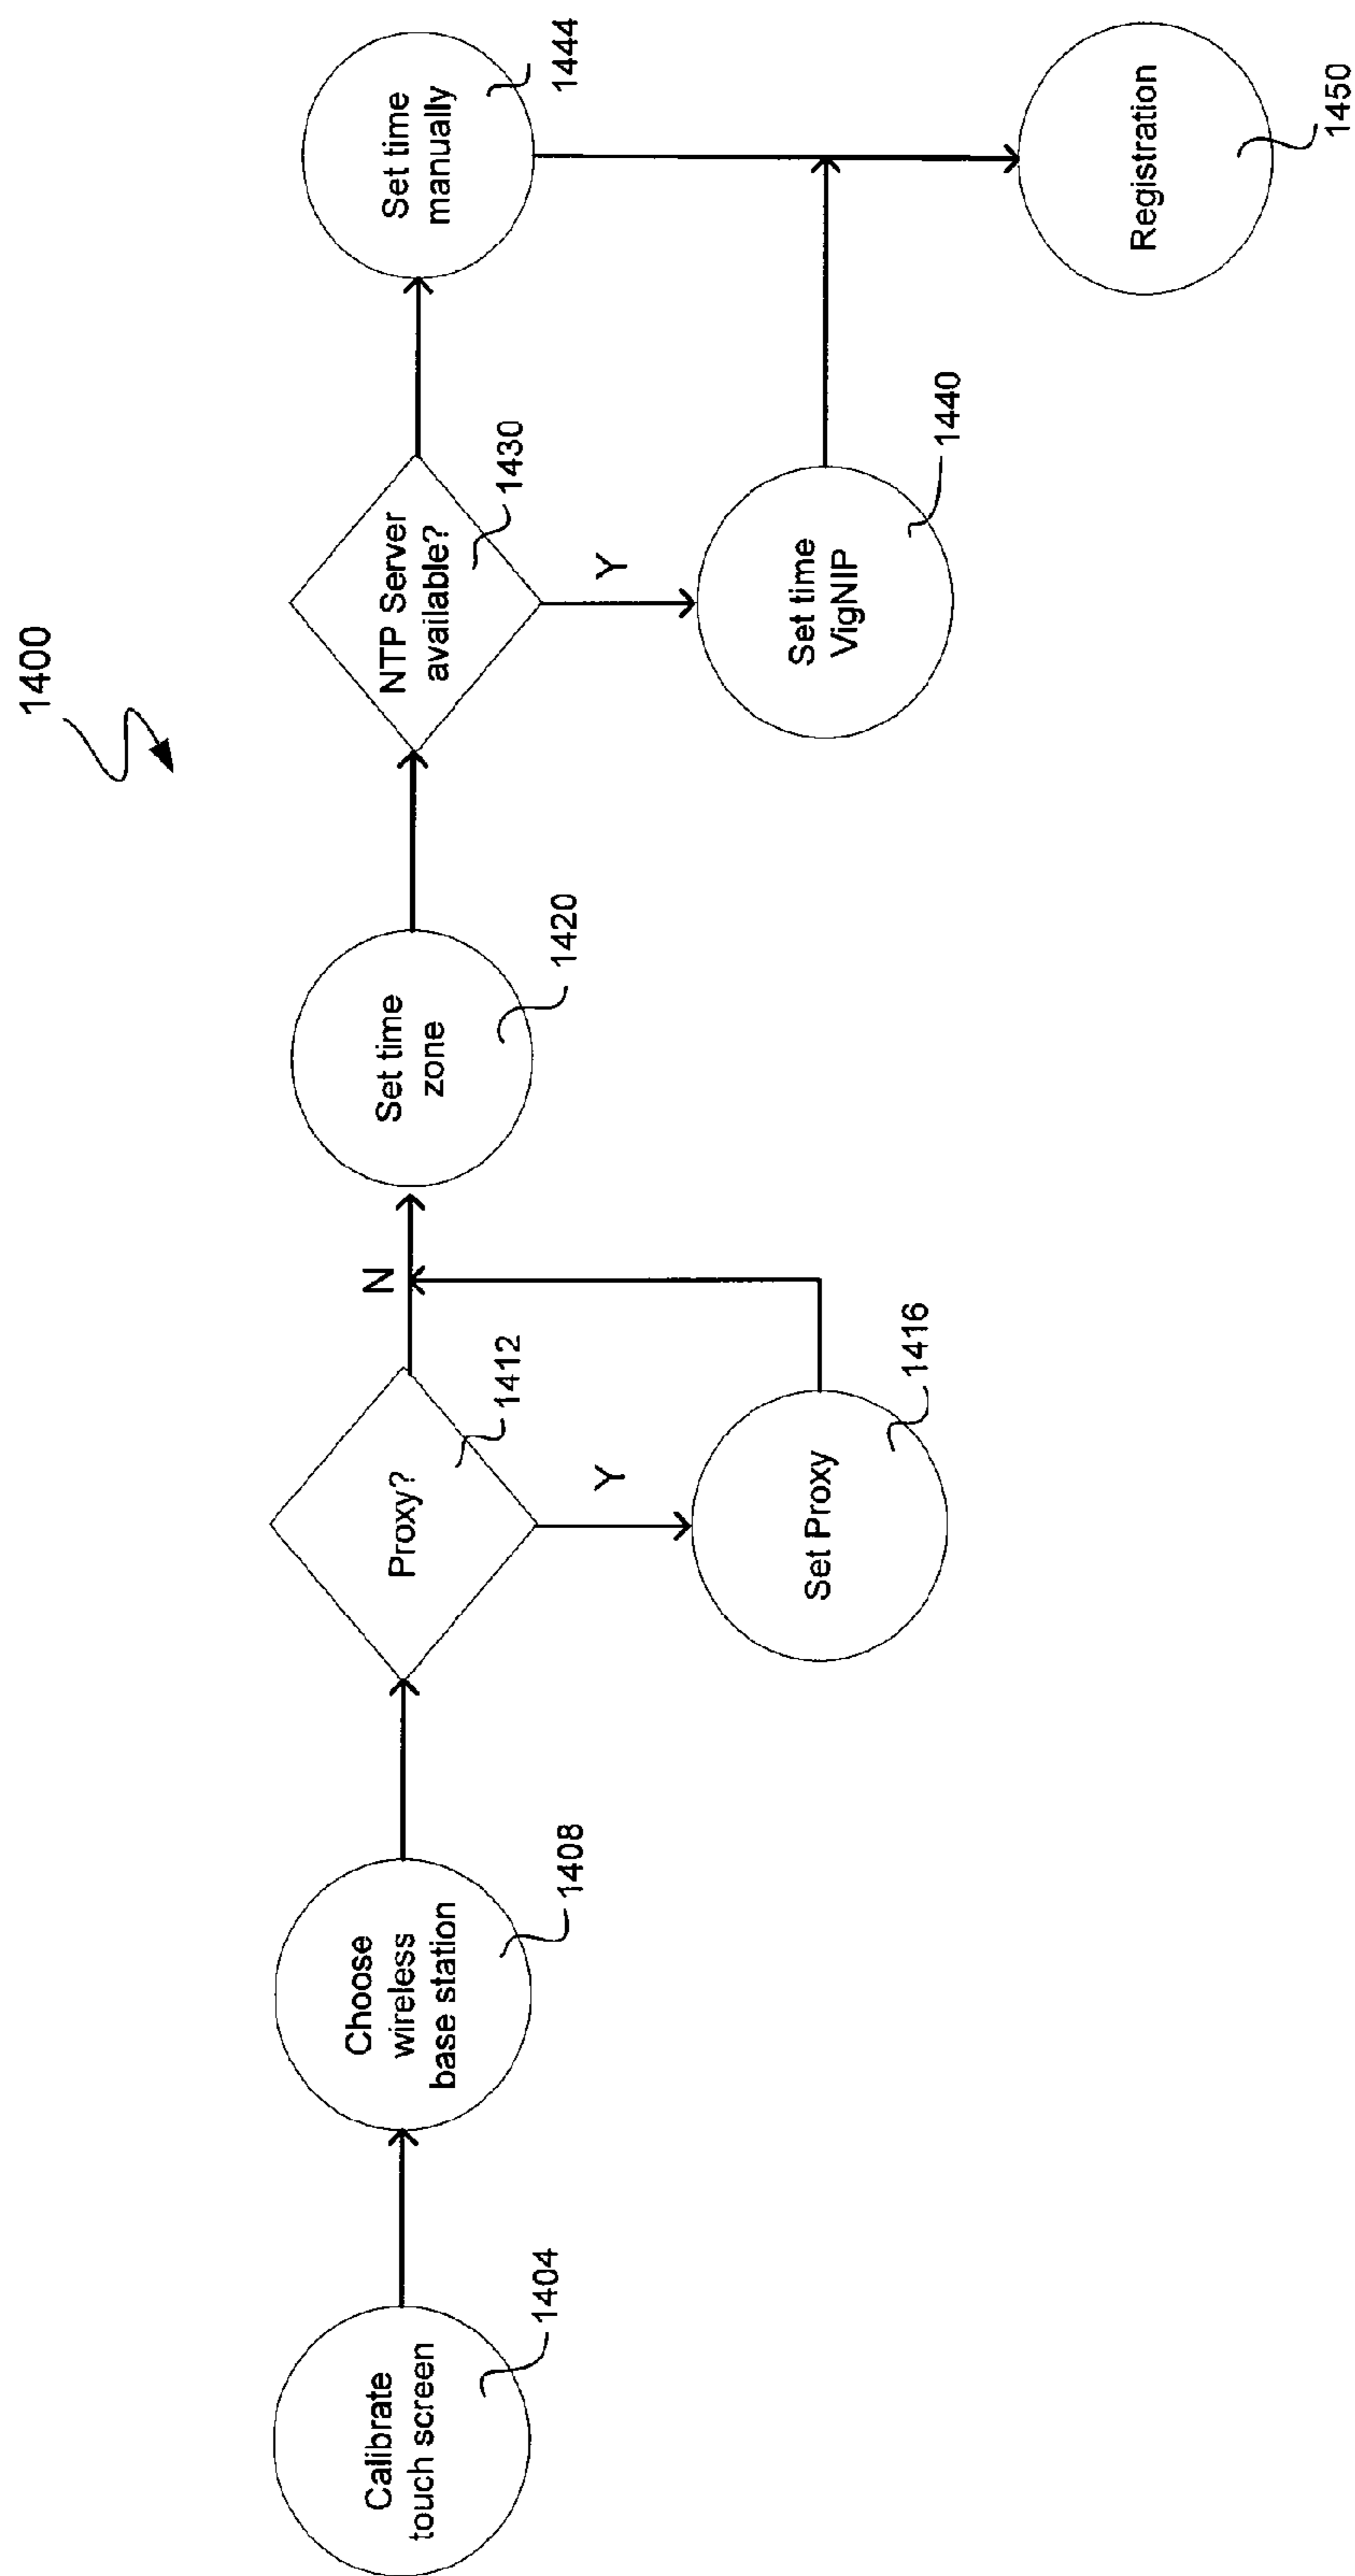 1400
Calibrate
touch screen
1404
Choose
wireless
base station
1408
Proxy?
1412
Y
N
Set Proxy
1416
Set time
zone
1420
NTP Server
available?
1430
Y
Set time
VigNIP
1440
Set time
manually
1444
Registration
1450